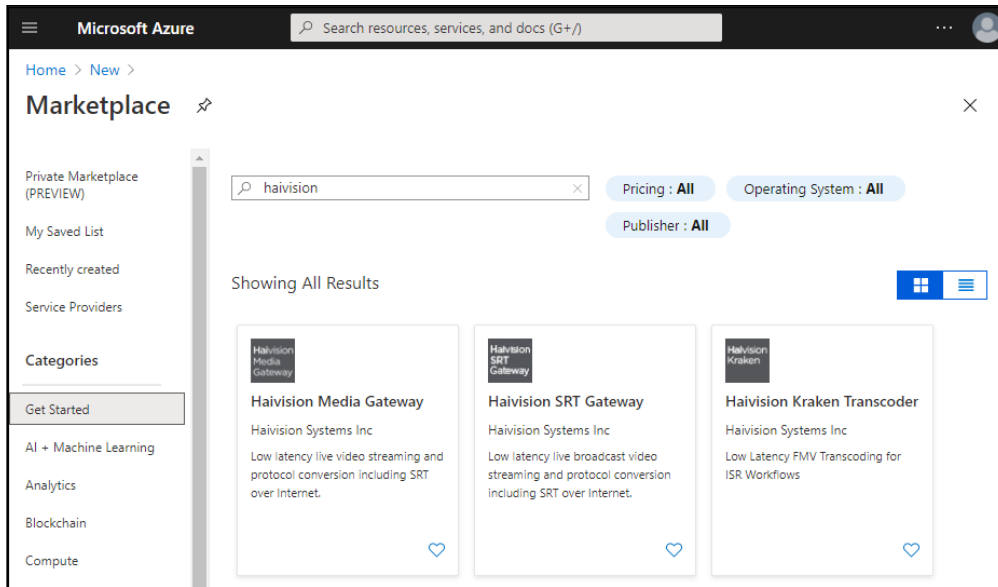 Microsoft Azure
Search resources, services, and docs (G+/)
Home > New >
Marketplace
Private Marketplace
(PREVIEW)
My Saved List
Recently created
Service Providers
Categories
Get Started
AI + Machine Learning
Analytics
Blockchain
Compute
haivision
Pricing : All
Operating System : All
Publisher : All
Showing All Results
Haivision
Media
Gateway
Haivision Media Gateway
Haivision Systems Inc
Low latency live video streaming and
protocol conversion including SRT
over Internet.
Haivision
SRT
Gateway
Haivision SRT Gateway
Haivision Systems Inc
Low latency live broadcast video
streaming and protocol conversion
including SRT over Internet.
Haivision
Kraken
Haivision Kraken Transcoder
Haivision Systems Inc
Low Latency FMV Transcoding for
ISR Workflows